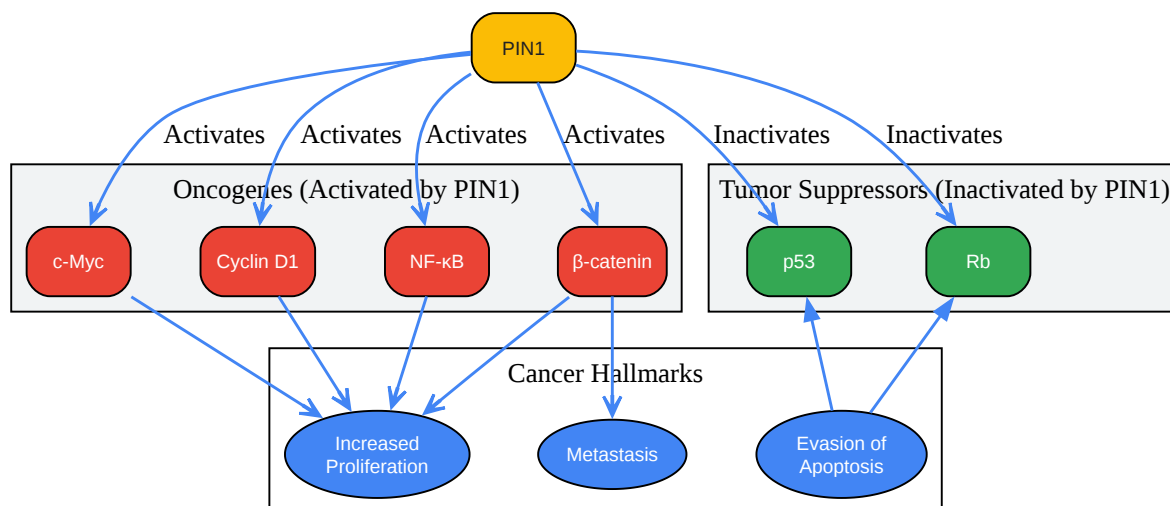 PIN1
Activates
Activates
Activates
Activates
Inactivates
Inactivates
Oncogenes (Activated by PIN1)
Tumor Suppressors (Inactivated by PIN1)
c-Myc
Cyclin D1
NF-κB
β-catenin
p53
Rb
Cancer Hallmarks
Increased
Proliferation
Metastasis
Evasion of
Apoptosis